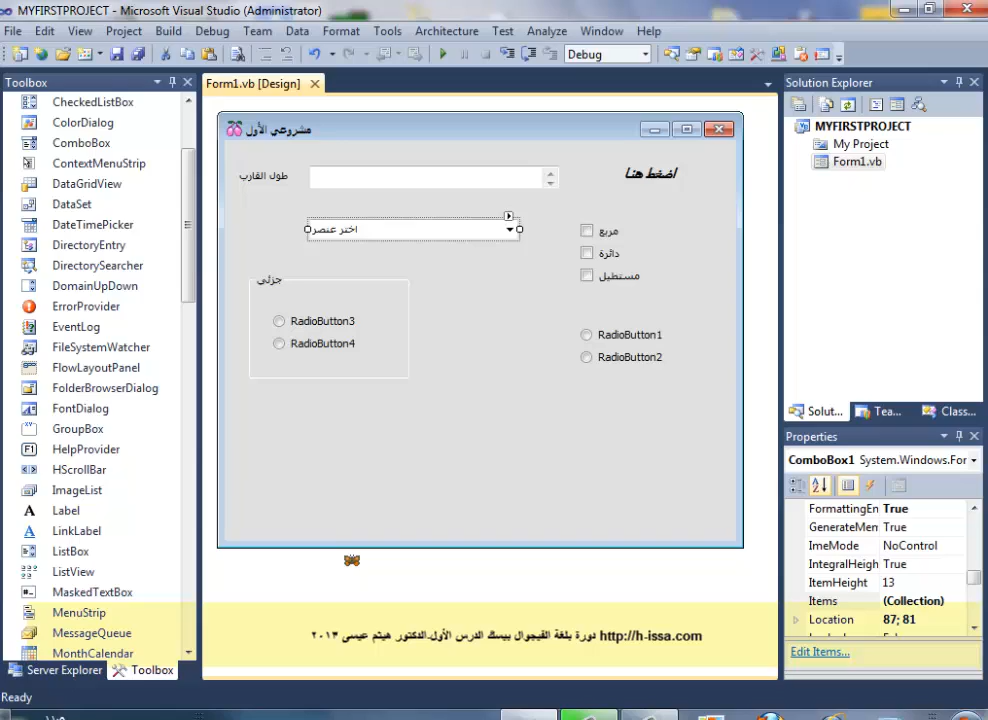 MYFIRSTPROJECT - Microsoft Visual Studio (Administrator)
File Edit View Project Build Debug Team Data Format Tools Architecture Test Analyze Window Help
Debug
Toolbox
CheckedListBox
ColorDialog
ComboBox
ContextMenuStrip
DataGridView
DataSet
DateTimePicker
DirectoryEntry
DirectorySearcher
DomainUpDown
ErrorProvider
EventLog
FileSystemWatcher
FlowLayoutPanel
FolderBrowserDialog
FontDialog
GroupBox
HelpProvider
HScrollBar
ImageList
Label
LinkLabel
ListBox
ListView
MaskedTextBox
MenuStrip
MessageQueue
MonthCalendar
Server Explorer Toolbox
Form1.vb [Design]
مشروعي الأول
طول القارب
اضغط هنا
اختر عنصر
مربع
دائرة
مستطيل
جزئي
RadioButton3
RadioButton4
RadioButton1
RadioButton2
دورة بلغة الفيجوال بيسك الدرس الأول.الدكتور هيثم عيسى ٢٠١٣ http://h-issa.com
Solution Explorer
MYFIRSTPROJECT
My Project
Form1.vb
Solut... Tea... Class...
Properties
ComboBox1 System.Windows.For
FormattingEn True
GenerateMen True
ImeMode NoControl
IntegralHeigh True
ItemHeight 13
Items (Collection)
Location 87; 81
Edit Items...
Ready